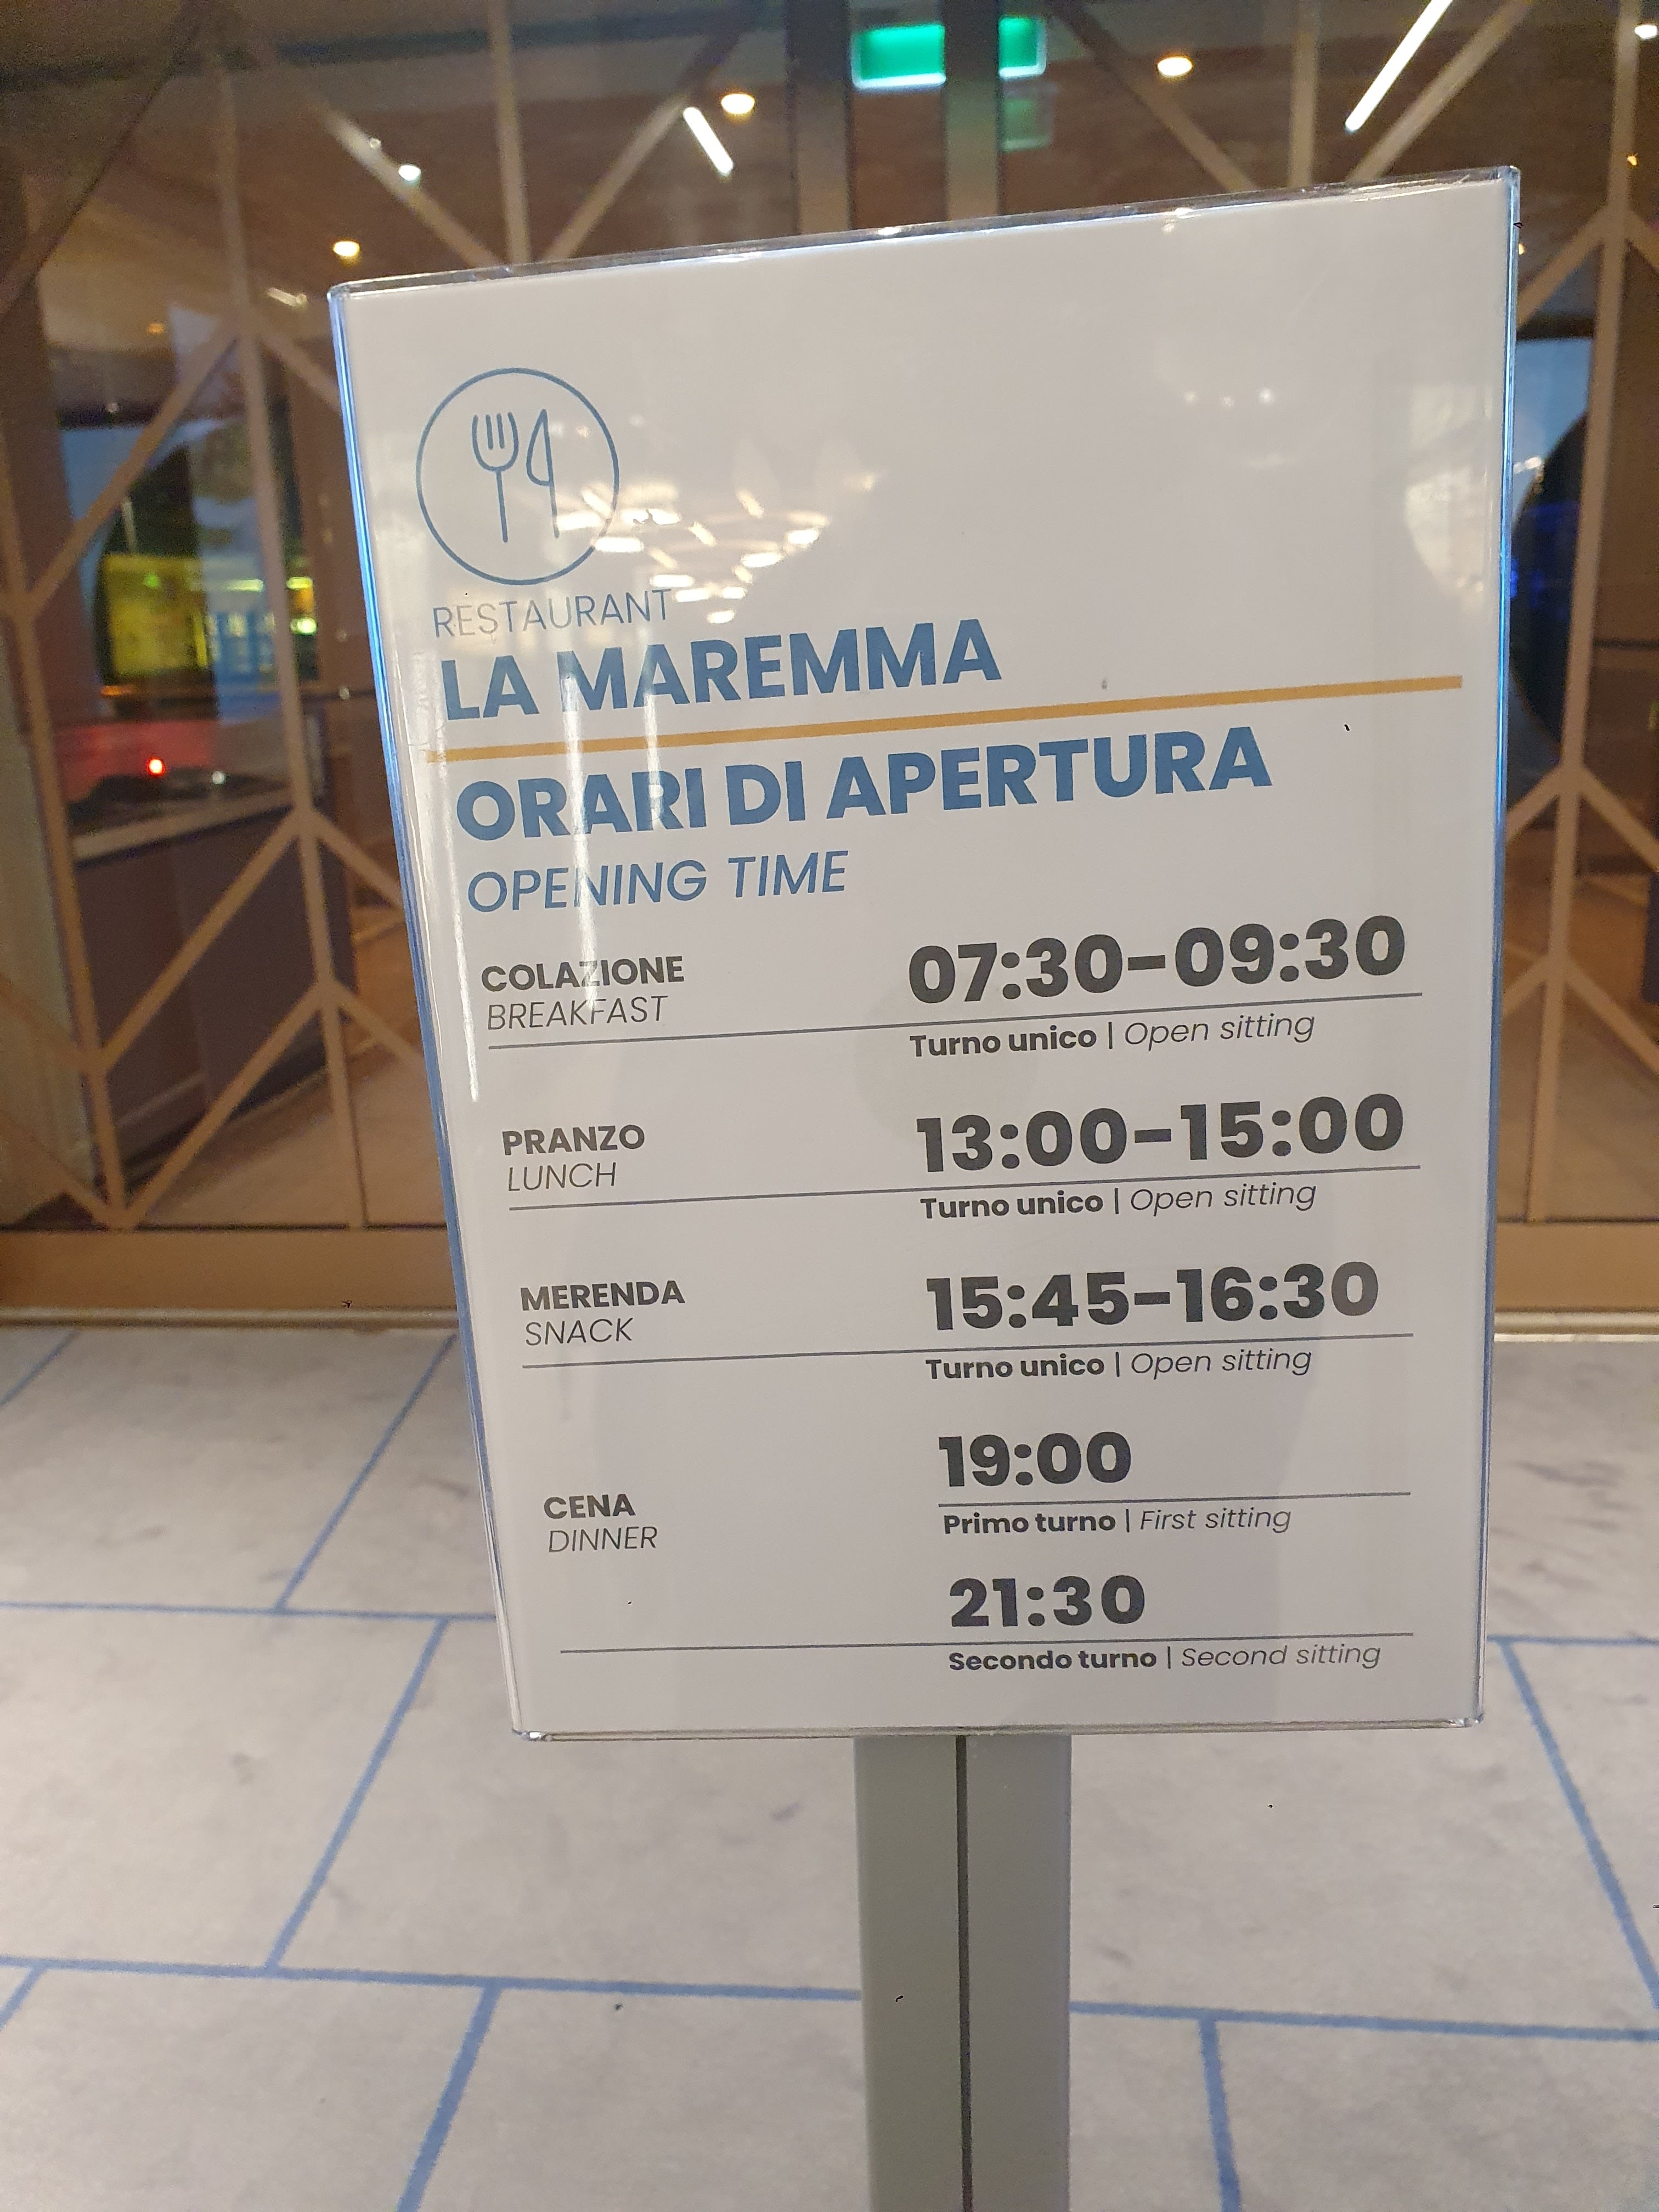 RESTAURANT
LA MAREMMA
ORARI DI APERTURA
OPENING TIME
COLAZIONE
BREAKFAST
07:30-09:30
Turno unico | Open sitting
PRANZO
LUNCH
13:00-15:00
Turno unico | Open sitting
MERENDA
SNACK
15:45-16:30
Turno unico | Open sitting
CENA
DINNER
19:00
Primo turno | First sitting
21:30
Secondo turno | Second sitting